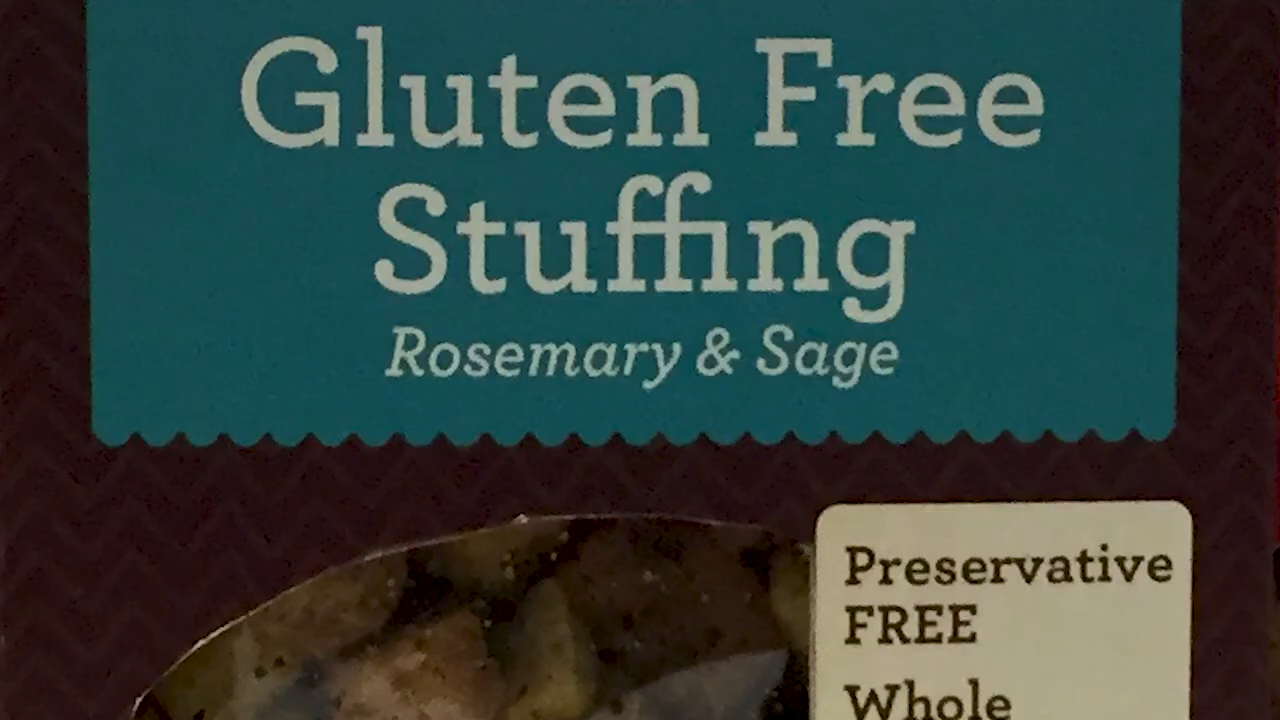 Gluten Free
Stuffing
Rosemary & Sage
Preservative
FREE
Whole